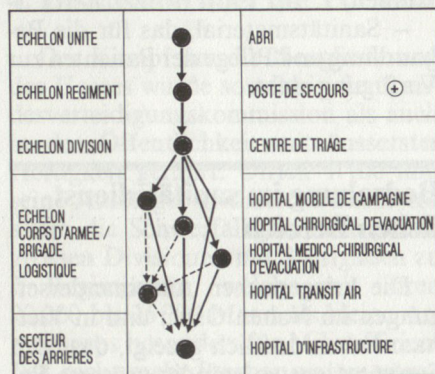 ECHELON UNITE
ABRI
ECHELON REGIMENT
POSTE DE SECOURS
ECHELON DIVISION
CENTRE DE TRIAGE
HOPITAL MOBILE DE CAMPAGNE
ECHELON
CORPS D'ARMEE /
BRIGADE
LOGISTIQUE
HOPITAL CHIRURGICAL D'EVACUATION
HOPITAL MEDICO-CHIRURGICAL
D'EVACUATION
HOPITAL TRANSIT AIR
SECTEUR
DES ARRIERES
HOPITAL D'INFRASTRUCTURE